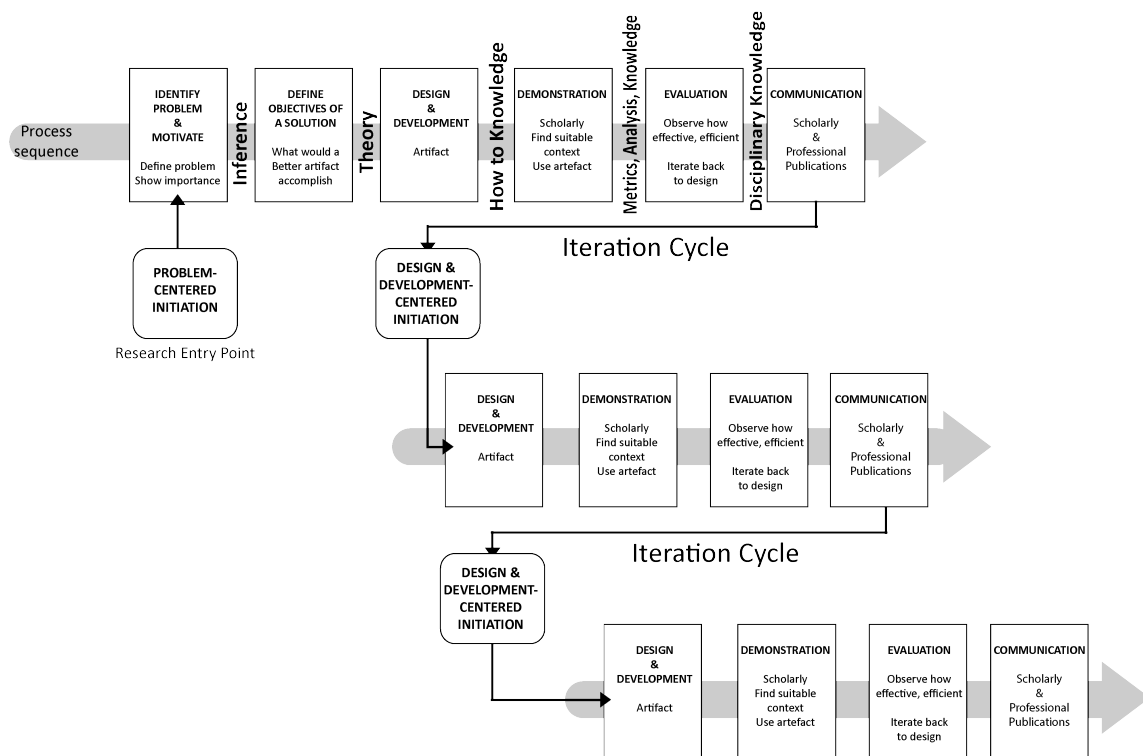 Process
sequence
IDENTIFY
PROBLEM
&
MOTIVATE
Define problem
Show importance
Inference
DEFINE
OBJECTIVES OF
A SOLUTION
What would a
Better artifact
accomplish
Theory
DESIGN
&
DEVELOPMENT
Artifact
How to Knowledge
DEMONSTRATION
Scholarly
Find suitable
context
Use artefact
Metrics, Analysis, Knowledge
EVALUATION
Observe how
effective, efficient
Iterate back
to design
Disciplinary Knowledge
COMMUNICATION
Scholarly
&
Professional
Publications
PROBLEM-
CENTERED
INITIATION
Research Entry Point
Iteration Cycle
DESIGN &
DEVELOPMENT-
CENTERED
INITIATION
DESIGN
&
DEVELOPMENT
Artifact
DEMONSTRATION
Scholarly
Find suitable
context
Use artefact
EVALUATION
Observe how
effective, efficient
Iterate back
to design
COMMUNICATION
Scholarly
&
Professional
Publications
Iteration Cycle
DESIGN &
DEVELOPMENT-
CENTERED
INITIATION
DESIGN
&
DEVELOPMENT
Artifact
DEMONSTRATION
Scholarly
Find suitable
context
Use artefact
EVALUATION
Observe how
effective, efficient
Iterate back
to design
COMMUNICATION
Scholarly
&
Professional
Publications